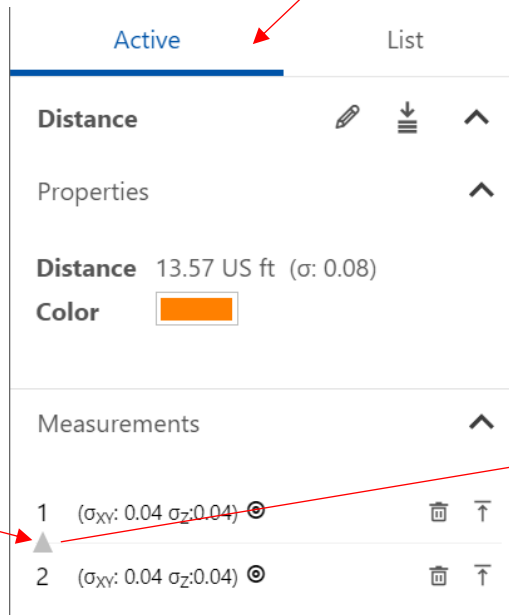 Active List
Distance
Properties
Distance 13.57 US ft (σ: 0.08)
Color
Measurements
1 (σXY: 0.04 σZ:0.04)
2 (σXY: 0.04 σZ:0.04)